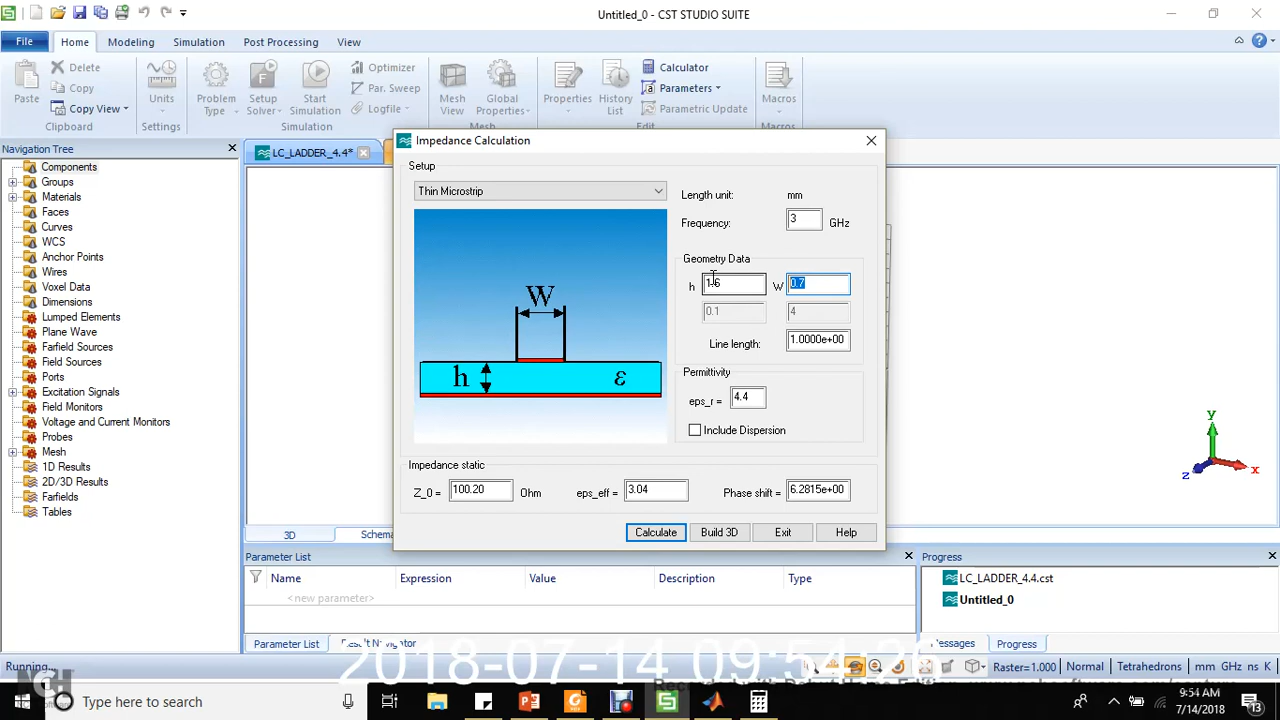 Untitled_0 - CST STUDIO SUITE
File Home Modeling Simulation Post Processing View
Paste
Delete
Copy
Copy View
Clipboard
Units
Settings
Problem Type
Setup Solver
Start Simulation
Optimizer
Par. Sweep
Logfile
Simulation
Mesh View
Global Properties
Mesh
Properties
History List
Calculator
Parameters
Parametric Update
Edit
Macros
Macros
Navigation Tree
Components
Groups
Materials
Faces
Curves
WCS
Anchor Points
Wires
Voxel Data
Dimensions
Lumped Elements
Plane Wave
Farfield Sources
Field Sources
Ports
Excitation Signals
Field Monitors
Voltage and Current Monitors
Probes
Mesh
1D Results
2D/3D Results
Farfields
Tables
LC_LADDER_4.4*
Impedance Calculation
Setup
Thin Microstrip
W
h ε
Length unit: mm
Frequency: 3 GHz
Geometry Data
h 1.6 W 0.7
0.1 4
Line length: 1.0000e+00
Permittivity
eps_r = 4.4
Include Dispersion
Impedance static
Z_0 = 100.20 Ohm eps_eff = 3.04 Phase shift = 6.2815e+00
Calculate Build 3D Exit Help
y
z x
3D
Parameter List
Name Expression Value Description Type
<new parameter>
Parameter List Result Navigator
Progress
LC_LADDER_4.4.cst
Untitled_0
Progress
Running...
Raster=1.000 Normal Tetrahedrons mm GHz ns K
Type here to search
9:54 AM
7/14/2018
13